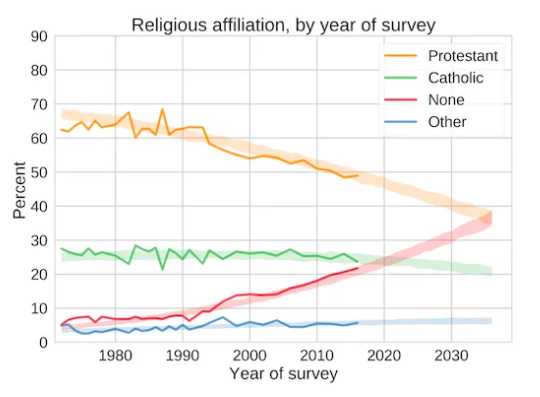 Religious affiliation, by year of survey
90
80
70
60
50
40
30
20
10
0
Percent
Protestant
Catholic
None
Other
1980 1990 2000 2010 2020 2030
Year of survey